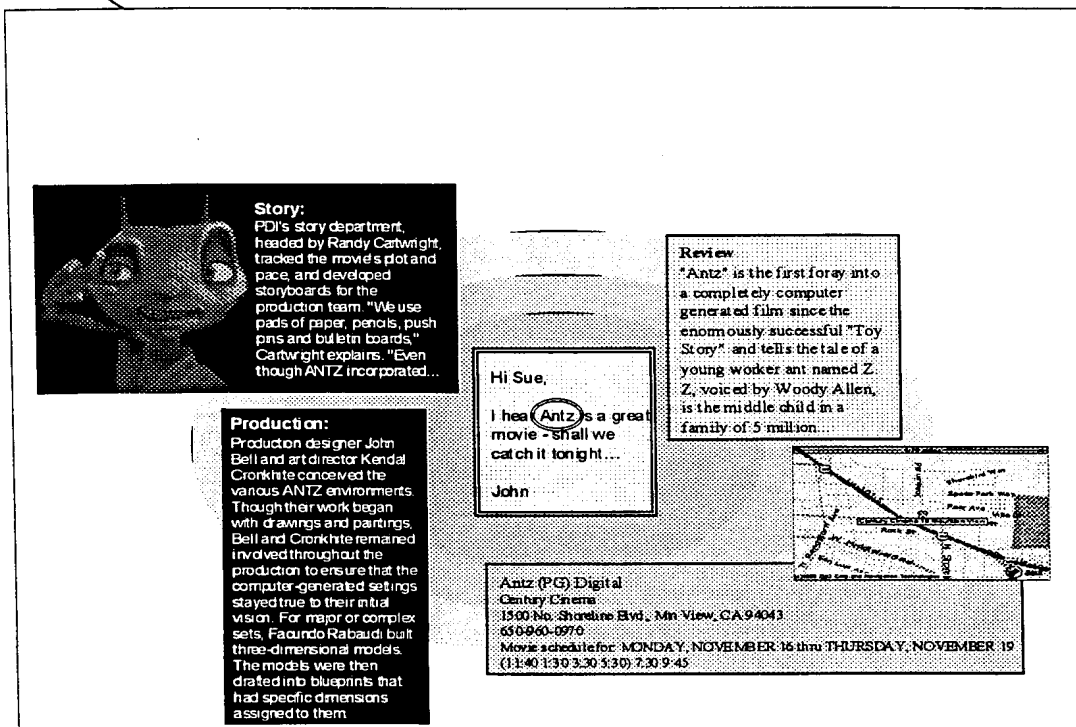 Story:
PDI's story department,
headed by Randy Cartwright,
tracked the movie's plot and
pace, and developed
storyboards for the
production team. "We use
pads of paper, pencils, push
pins and bulletin boards,"
Cartwright explains. "Even
though ANTZ incorporated...
Review
"Antz" is the first foray into
a completely computer
generated film since the
enormously successful "Toy
Story" and tells the tale of a
young worker ant named Z
Z, voiced by Woody Allen,
is the middle child in a
family of 5 million...
Hi Sue,
I hear Antz is a great
movie - shall we
catch it tonight...
John
Production:
Production designer John
Bell and art director Kendal
Cronkhite conceived the
various ANTZ environments.
Though their work began
with drawings and paintings,
Bell and Cronkhite remained
involved throughout the
production to ensure that the
computer-generated settings
stayed true to their initial
vision. For major or complex
sets, Facundo Rabaudi built
three-dimensional models.
The models were then
drafted into blueprints that
had specific dimensions
assigned to them
Space Park Way
Park Ave
Rock St
Antz (PG) Digital
Century Cinema
1500 No. Shoreline Blvd., Mtn View, CA 94043
650-960-0970
Movie schedule for: MONDAY, NOVEMBER 16 thru THURSDAY, NOVEMBER 19
(11:40 1:30 3:30 5:30) 7:30 9:45